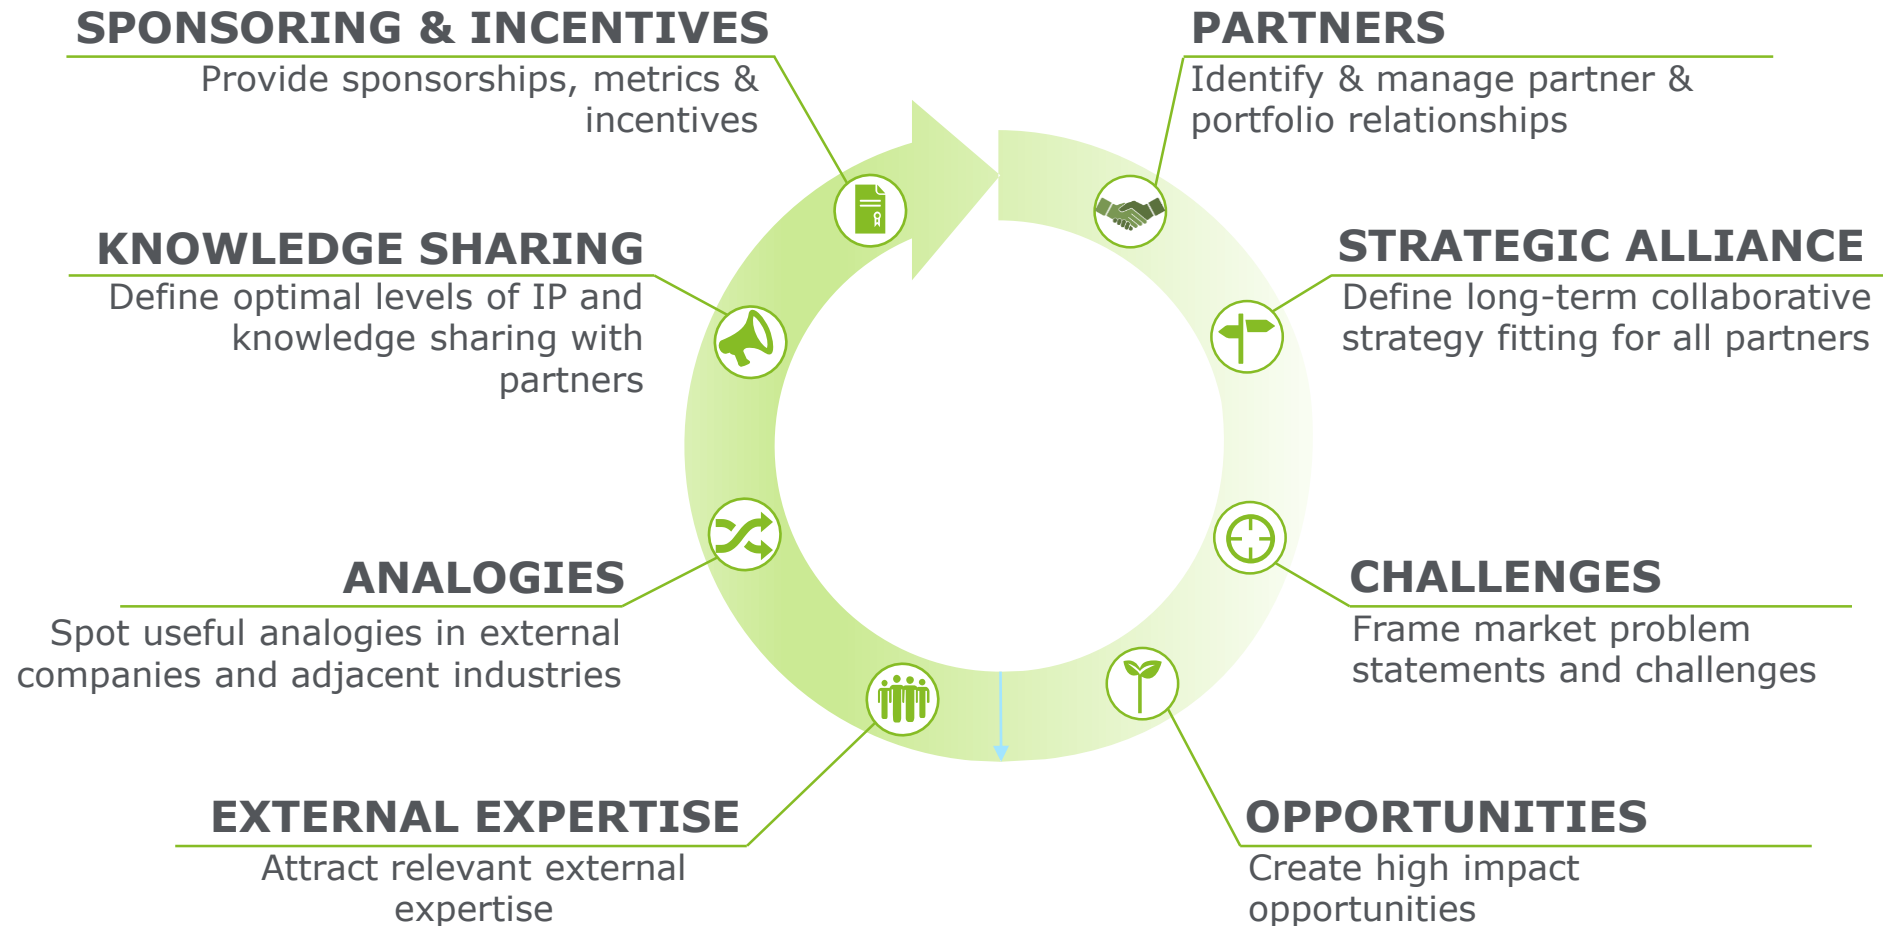 SPONSORING & INCENTIVES
Provide sponsorships, metrics &
incentives
PARTNERS
Identify & manage partner &
portfolio relationships
KNOWLEDGE SHARING
Define optimal levels of IP and
knowledge sharing with
partners
STRATEGIC ALLIANCE
Define long-term collaborative
strategy fitting for all partners
ANALOGIES
Spot useful analogies in external
companies and adjacent industries
CHALLENGES
Frame market problem
statements and challenges
EXTERNAL EXPERTISE
Attract relevant external
expertise
OPPORTUNITIES
Create high impact
opportunities